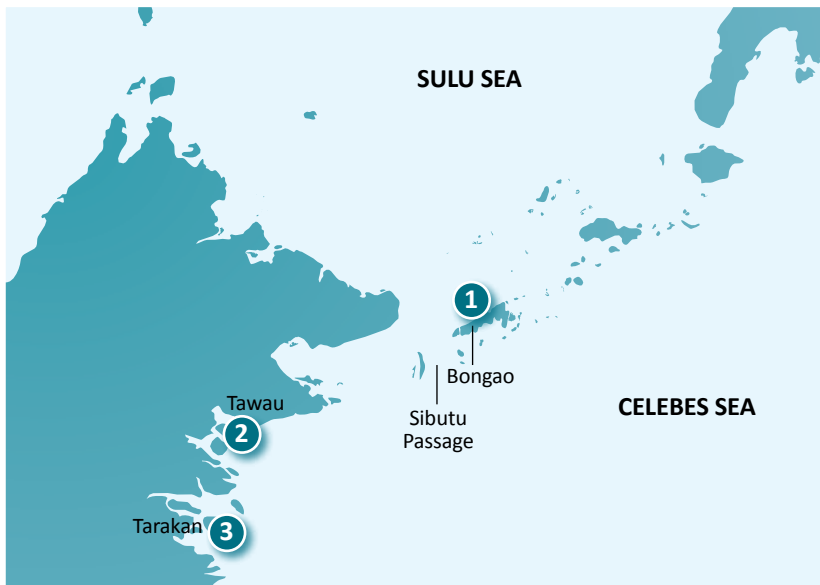 SULU SEA
1
Bongao
Sibutu
Passage
CELEBES SEA
Tawau
2
Tarakan
3